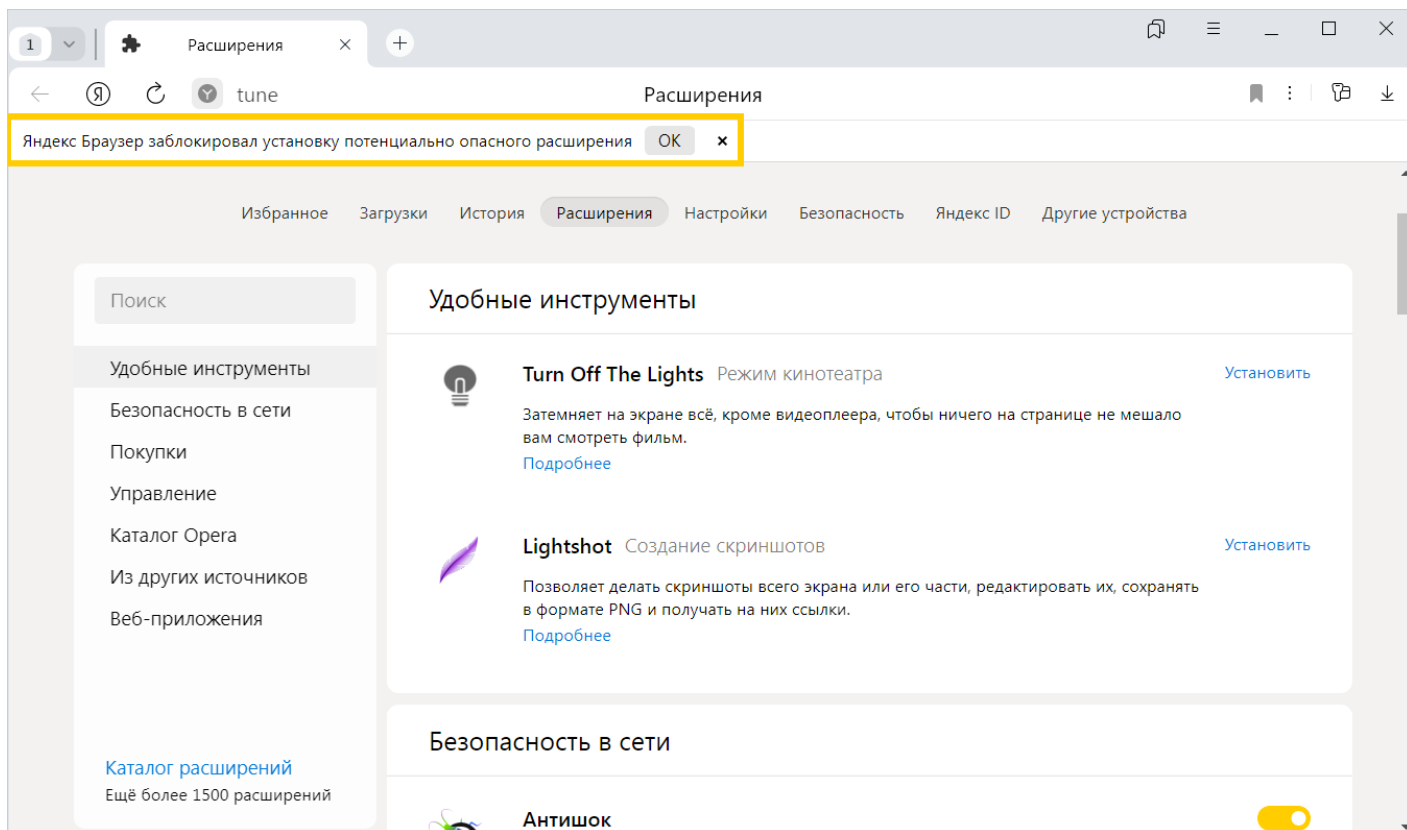 1
Расширения
tune
Расширения
Яндекс Браузер заблокировал установку потенциально опасного расширения ОК
Избранное Загрузки История Расширения Настройки Безопасность Яндекс ID Другие устройства
Поиск
Удобные инструменты
Безопасность в сети
Покупки
Управление
Каталог Opera
Из других источников
Веб-приложения
Каталог расширений
Ещё более 1500 расширений
Удобные инструменты
Turn Off The Lights Режим кинотеатра Установить
Затемняет на экране всё, кроме видеоплеера, чтобы ничего на странице не мешало
вам смотреть фильм.
Подробнее
Lightshot Создание скриншотов Установить
Позволяет делать скриншоты всего экрана или его части, редактировать их, сохранять
в формате PNG и получать на них ссылки.
Подробнее
Безопасность в сети
Антишок